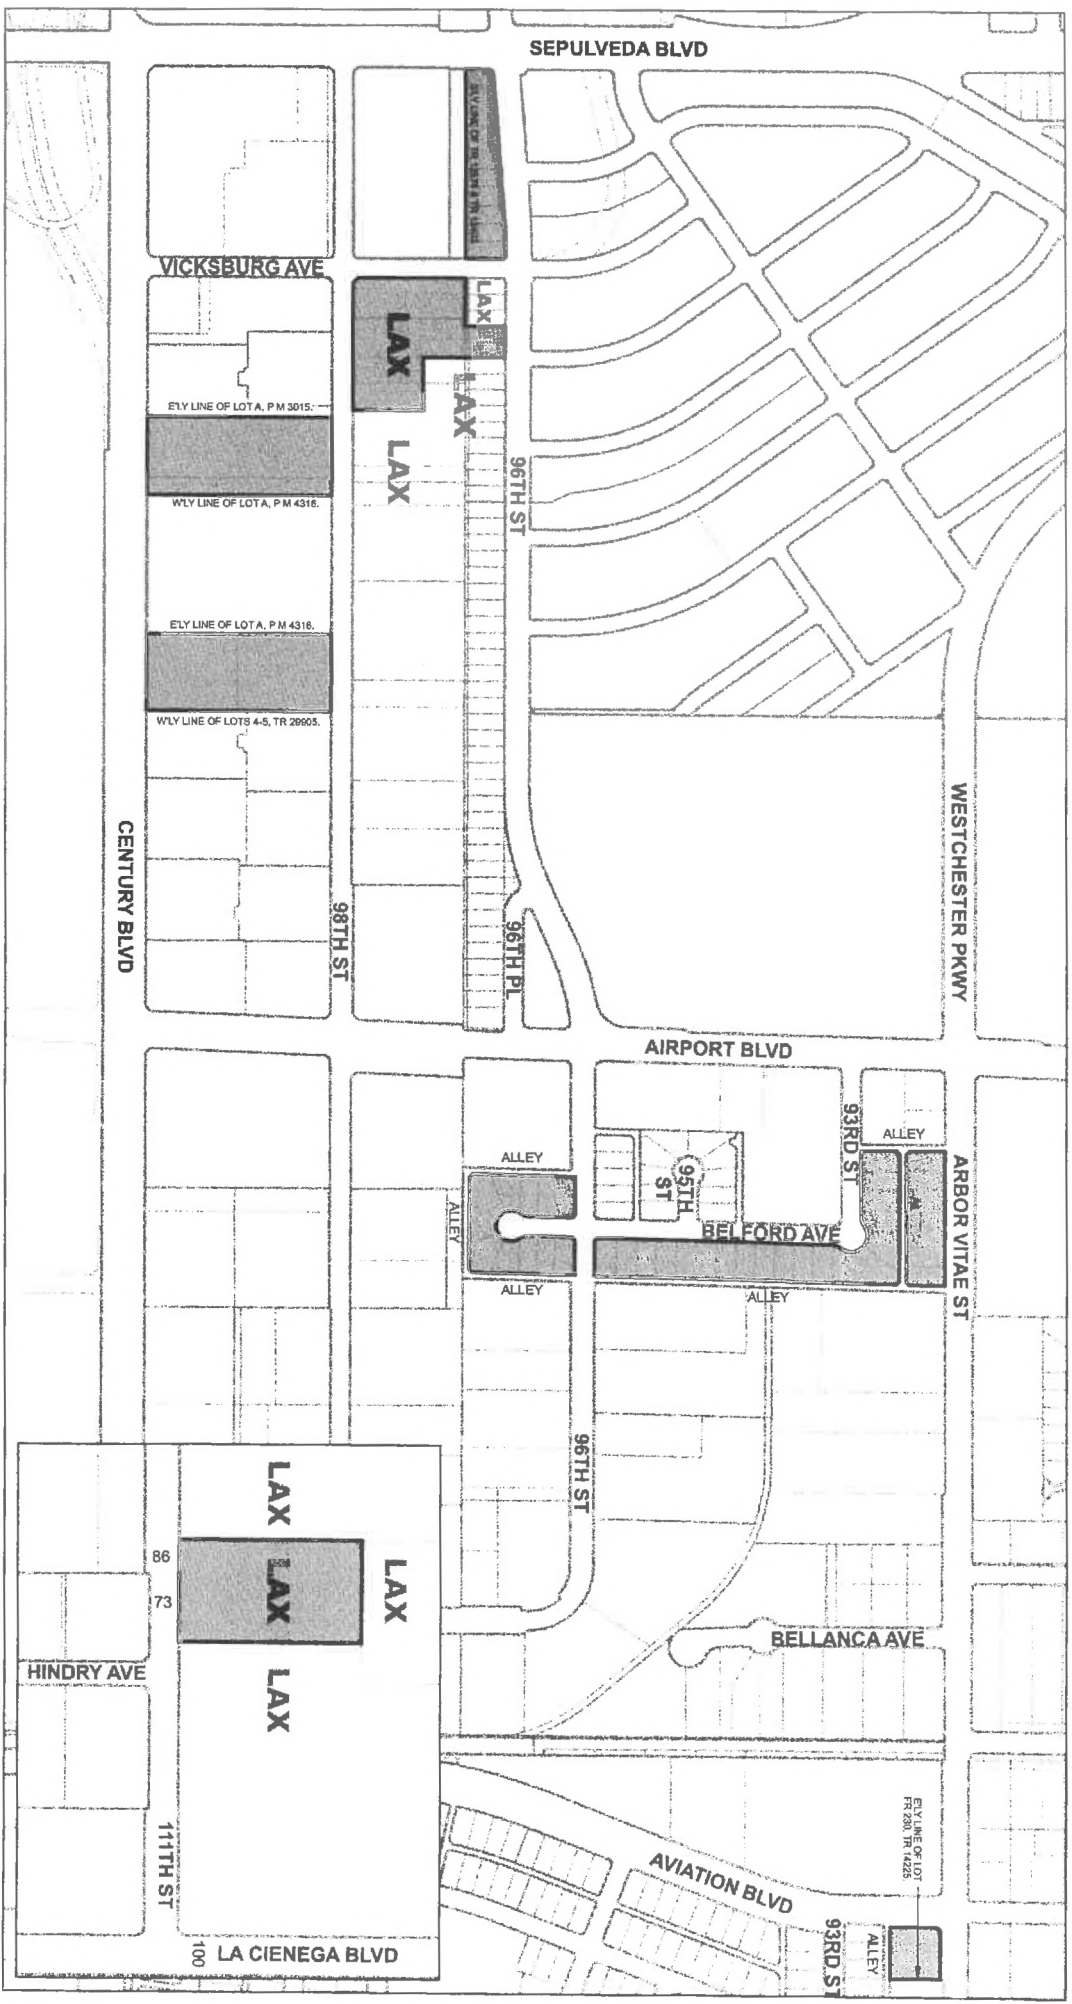 SEPULVEDA BLVD
VICKSBURG AVE
LAX
LAX
LAX
LAX
E'LY LINE OF LOT A, P M 3015.
W'LY LINE OF LOT A, P M 4316.
96TH ST
E'LY LINE OF LOT A, P M 4316.
W'LY LINE OF LOTS 4-5, TR 29905.
CENTURY BLVD
98TH ST
96TH PL
WESTCHESTER PKWY
AIRPORT BLVD
93RD ST
ALLEY
ALLEY
ALLEY
95TH
ST
BELFORD AVE
ARBOR VITAE ST
ALLEY
ALLEY
96TH ST
LAX
LAX
LAX
LAX
86
73
BELLANCA AVE
HINDRY AVE
111TH ST
100
LA CIENEGA BLVD
AVIATION BLVD
E'LY LINE OF LOT
FR 230, TR 14225.
93RD ST
ALLEY